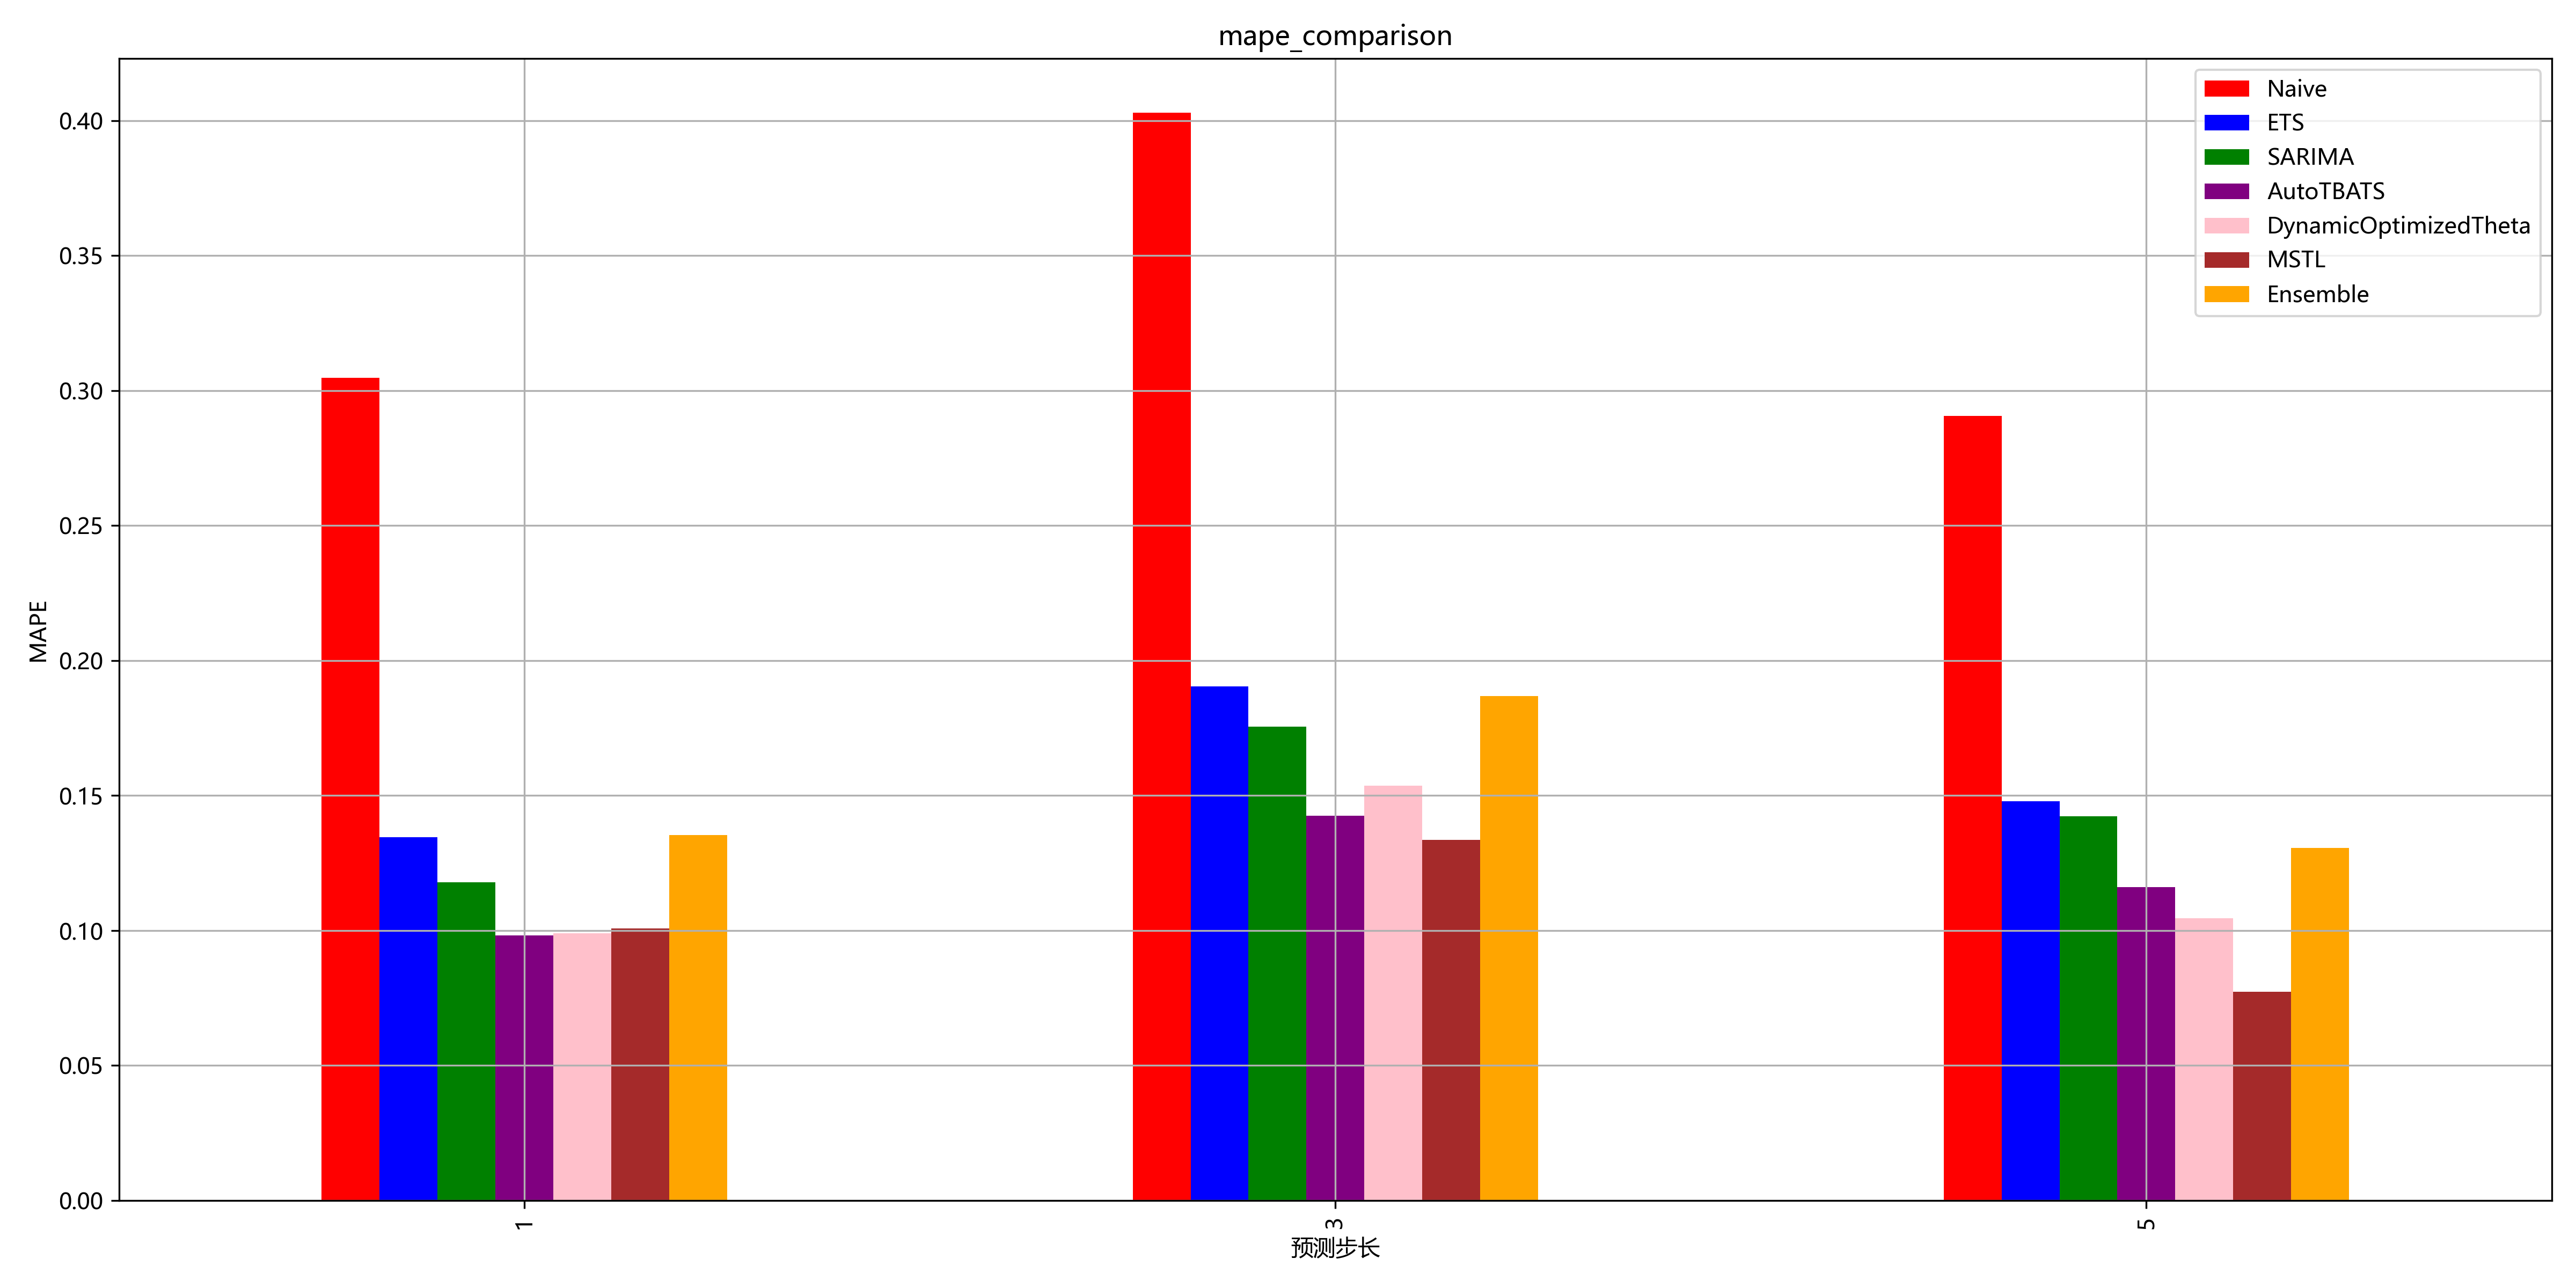 mape_comparison
MAPE
0.40
0.35
0.30
0.25
0.20
0.15
0.10
0.05
0.00
Naive
ETS
SARIMA
AutoTBATS
DynamicOptimizedTheta
MSTL
Ensemble
1
3
5
预测步长